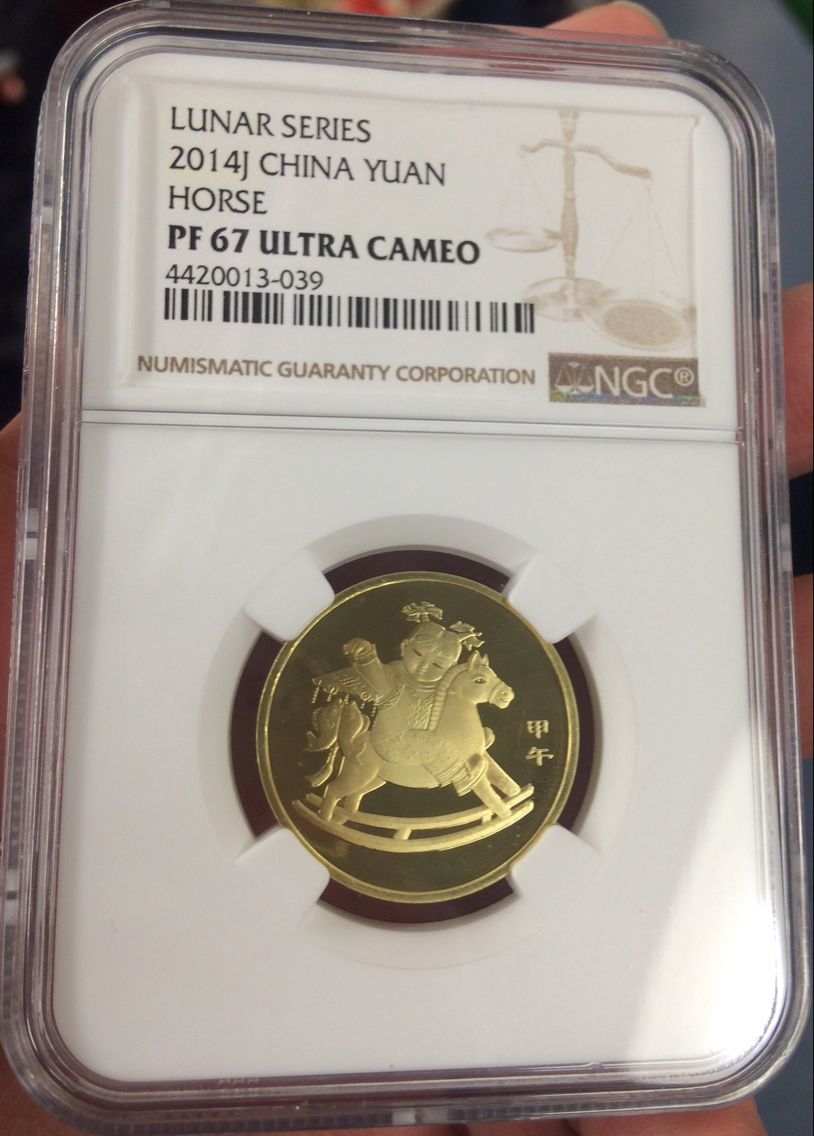 LUNAR SERIES
2014J CHINA YUAN
HORSE
PF 67 ULTRA CAMEO
4420013-039
NUMISMATIC GUARANTY CORPORATION
NGC®
甲
午